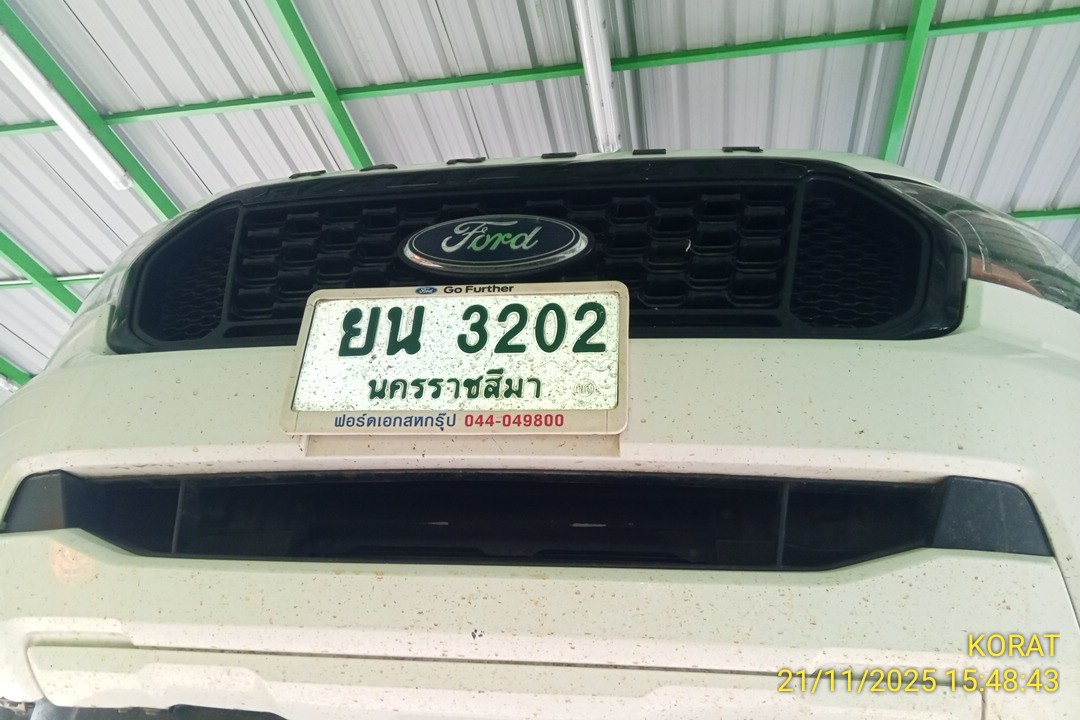 Ford
Ford Go Further
ยน 3202
นครราชสีมา
ฟอร์ดเอกสหกรุ๊ป 044-049800
KORAT
21/11/2025 15:48:43